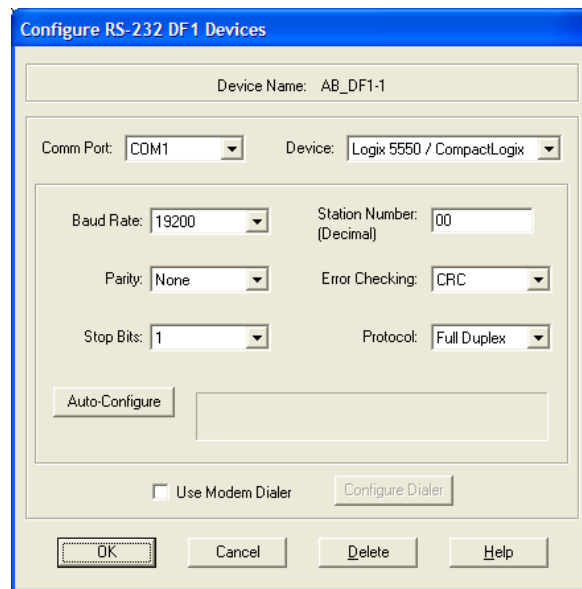 Configure RS-232 DF1 Devices
Device Name: AB_DF1-1
Comm Port: COM1 Device: Logix 5550 / CompactLogix
Baud Rate: 19200 Station Number: 00
(Decimal)
Parity: None Error Checking: CRC
Stop Bits: 1 Protocol: Full Duplex
Auto-Configure
Use Modem Dialer Configure Dialer
OK Cancel Delete Help